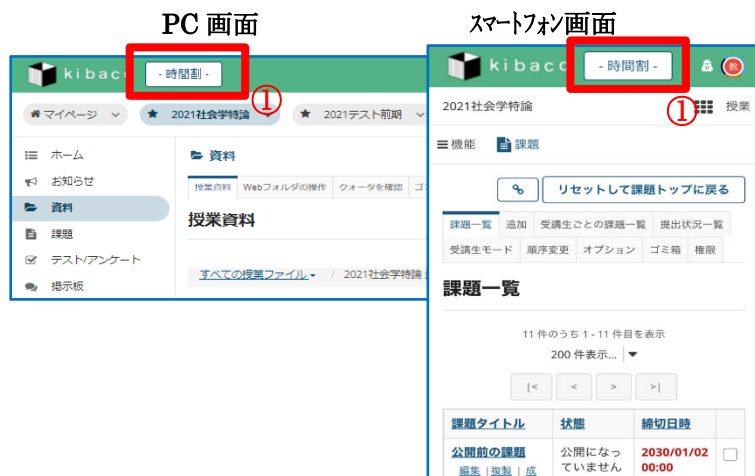 PC 画面
kibac
- 時間割 -
①
マイページ
2021社会学特論
2021テスト前期
ホーム
お知らせ
資料
課題
テスト/アンケート
掲示板
資料
授業資料 Webフォルダの操作 クォータを確認 ゴ
授業資料
すべての授業ファイル / 2021社会学特論
スマートフォン画面
kibac
- 時間割 -
教
①
2021社会学特論
授業
機能 課題
リセットして課題トップに戻る
課題一覧 追加 受講生ごとの課題一覧 提出状況一覧
受講生モード 順序変更 オプション ゴミ箱 権限
課題一覧
11 件のうち 1 - 11 件目を表示
200 件表示...
|< < > >|
課題タイトル 状態 締切日時
公開前の課題 公開になっ 2030/01/02
編集 | 複製 | 成 ていません 00:00